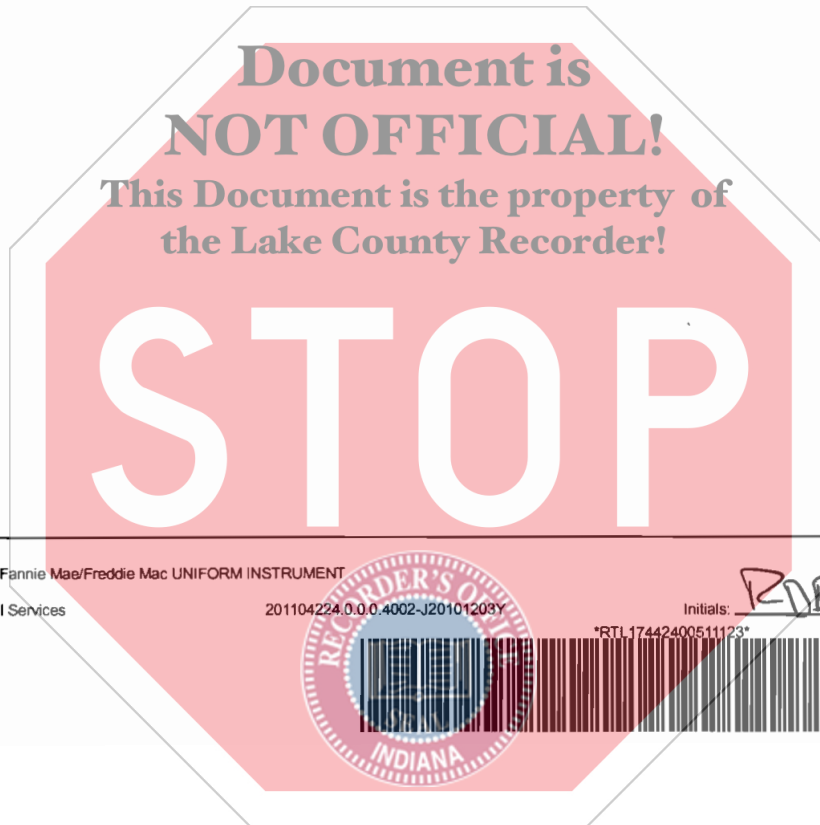 Document is
NOT OFFICIAL!
This Document is the property of
the Lake County Recorder!
STOP
Fannie Mae/Freddie Mac UNIFORM INSTRUMENT
l Services 201104224.0.0.0.4002-J20101203Y Initials:
*RTL17442400511123*
RECORDER'S OFFICE
SEAL
INDIANA